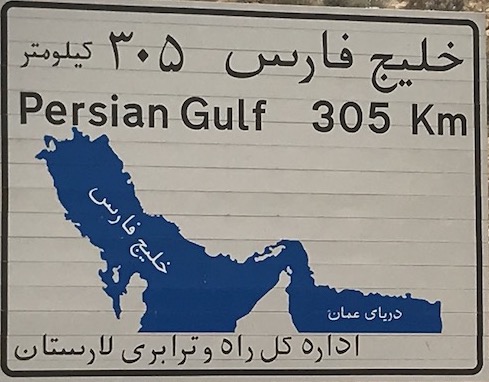 خلیج فارس ۳۰۵ کیلومتر
Persian Gulf 305 Km
خلیج فارس
دریای عمان
اداره کل راه و ترابری لارستان